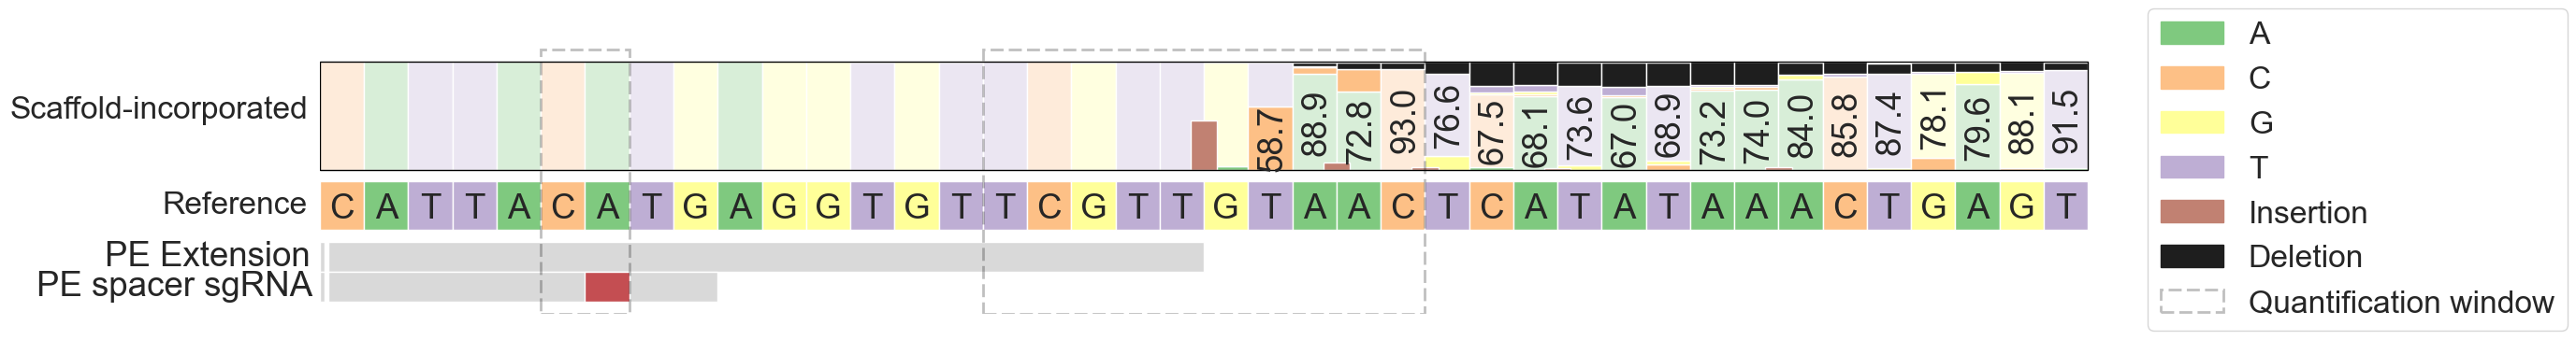 Scaffold-incorporated
58.7 88.9 72.8 93.0 76.6 67.5 68.1 73.6 67.0 68.9 73.2 74.0 84.0 85.8 87.4 78.1 79.6 88.1 91.5
Reference
C A T T A C A T G A G G T G T T C G T T G T A A C T C A T A T A A A C T G A G T
PE Extension
PE spacer sgRNA
A
C
G
T
Insertion
Deletion
Quantification window